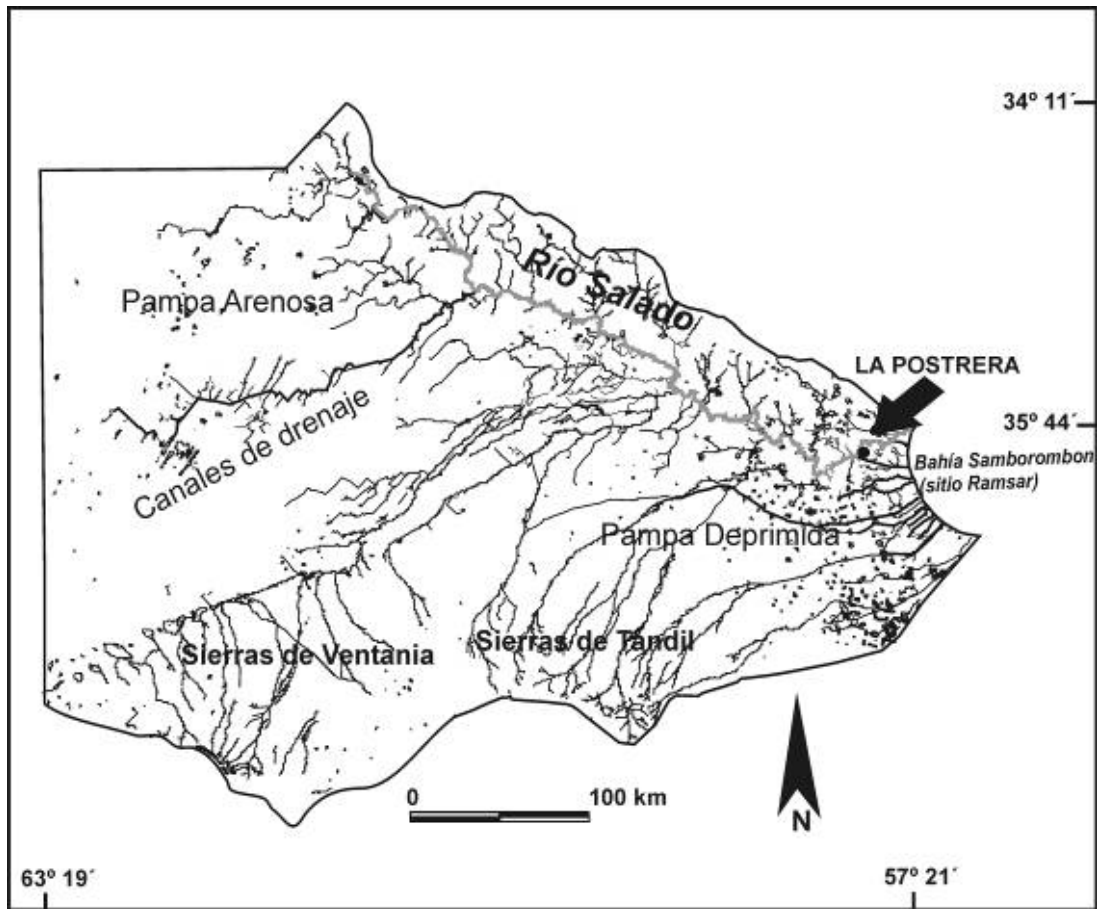 34º 11´
Río Salado
Pampa Arenosa
LA POSTRERA
35º 44´
Canales de drenaje
Bahía Samborombon
(sitio Ramsar)
Pampa Deprimida
Sierras de Ventania
Sierras de Tandil
0 100 km
N
63º 19´
57º 21´